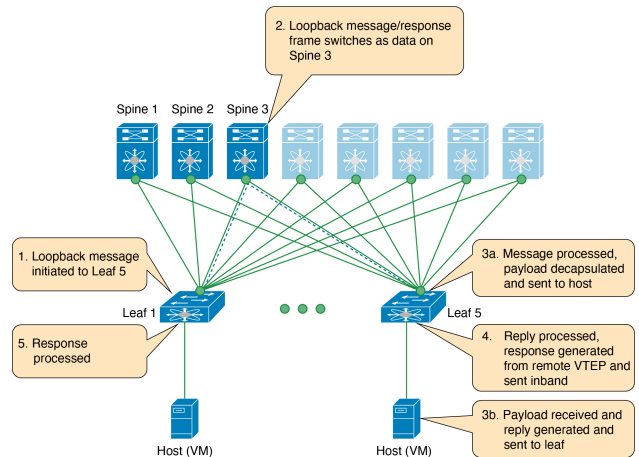 2. Loopback message/response
frame switches as data on
Spine 3
Spine 1
Spine 2
Spine 3
1. Loopback message
initiated to Leaf 5
3a. Message processed,
payload decapsulated
and sent to host
Leaf 1
Leaf 5
5. Response
processed
4. Reply processed,
response generated
from remote VTEP and
sent inband
3b. Payload received and
reply generated and
sent to leaf
Host (VM)
Host (VM)